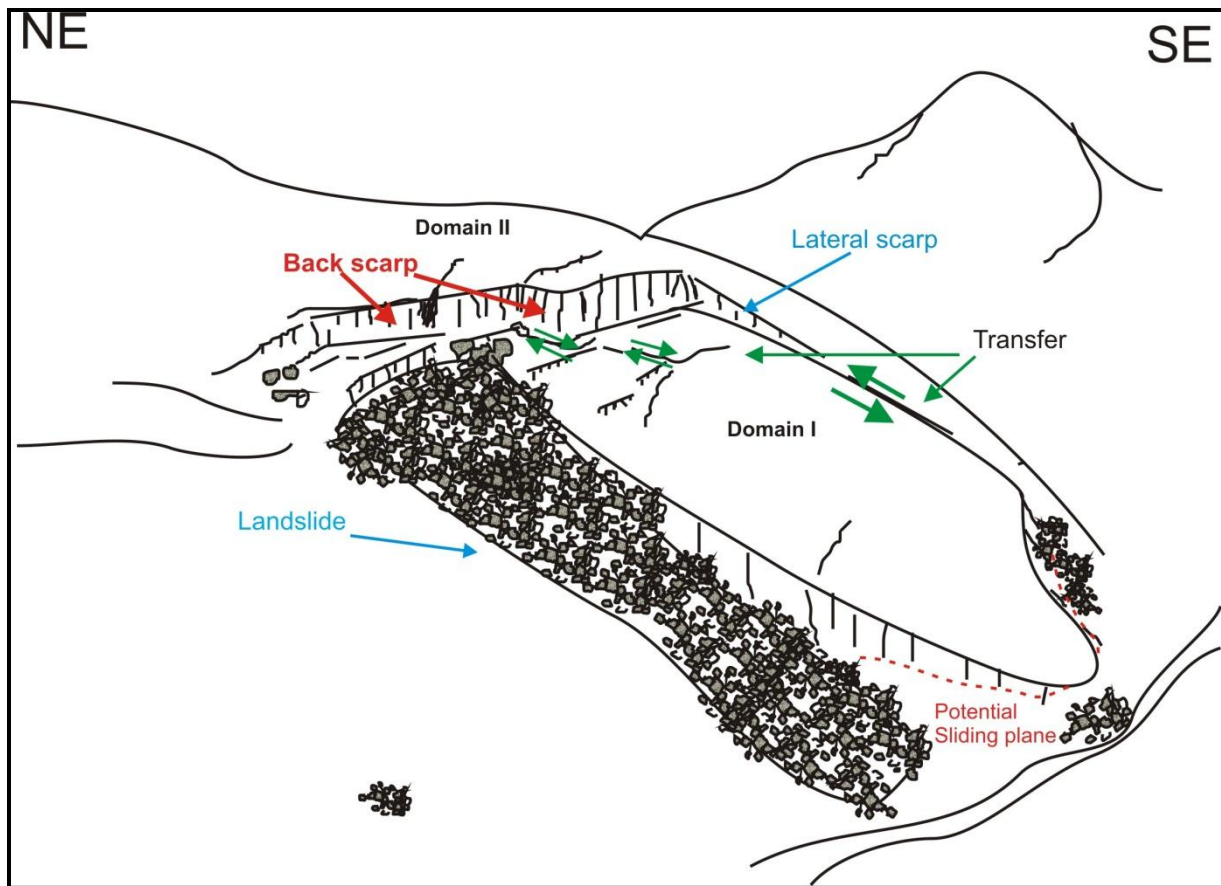 NE
SE
Domain II
Back scarp
Lateral scarp
Transfer
Domain I
Landslide
Potential
Sliding plane